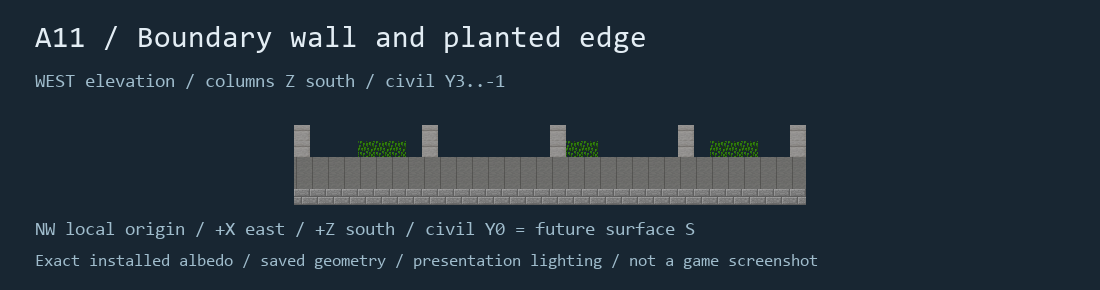 A11 / Boundary wall and planted edge
WEST elevation / columns Z south / civil Y3..-1
NW local origin / +X east / +Z south / civil Y0 = future surface S
Exact installed albedo / saved geometry / presentation lighting / not a game screenshot